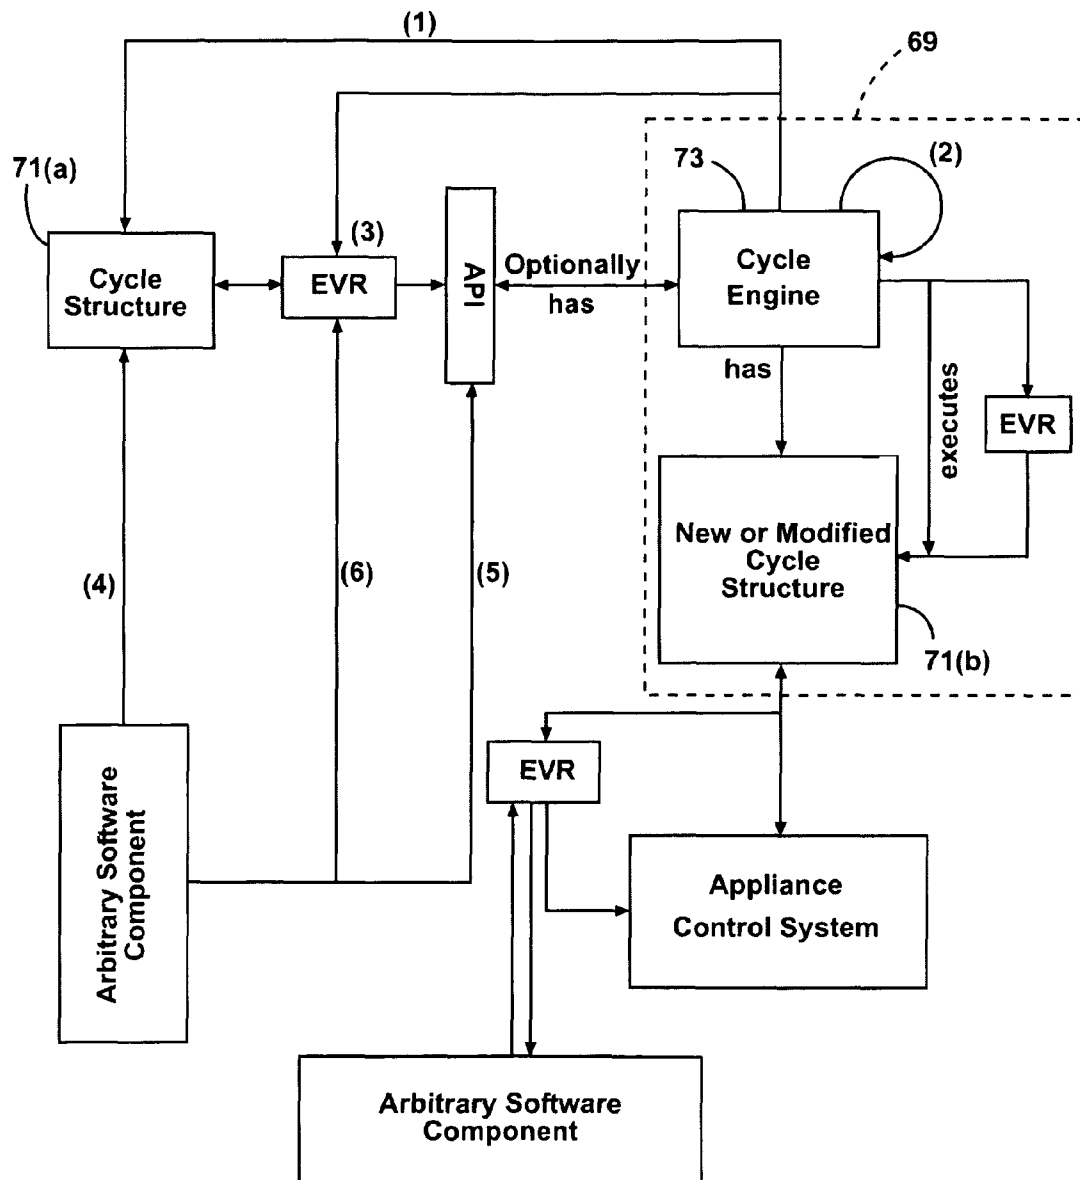 (1)
69
71(a)
73
(2)
(3)
Cycle
Structure
EVR
API
Optionally
has
Cycle
Engine
has
executes
EVR
New or Modified
Cycle
Structure
(4)
(6)
(5)
71(b)
Arbitrary Software
Component
EVR
Appliance
Control System
Arbitrary Software
Component